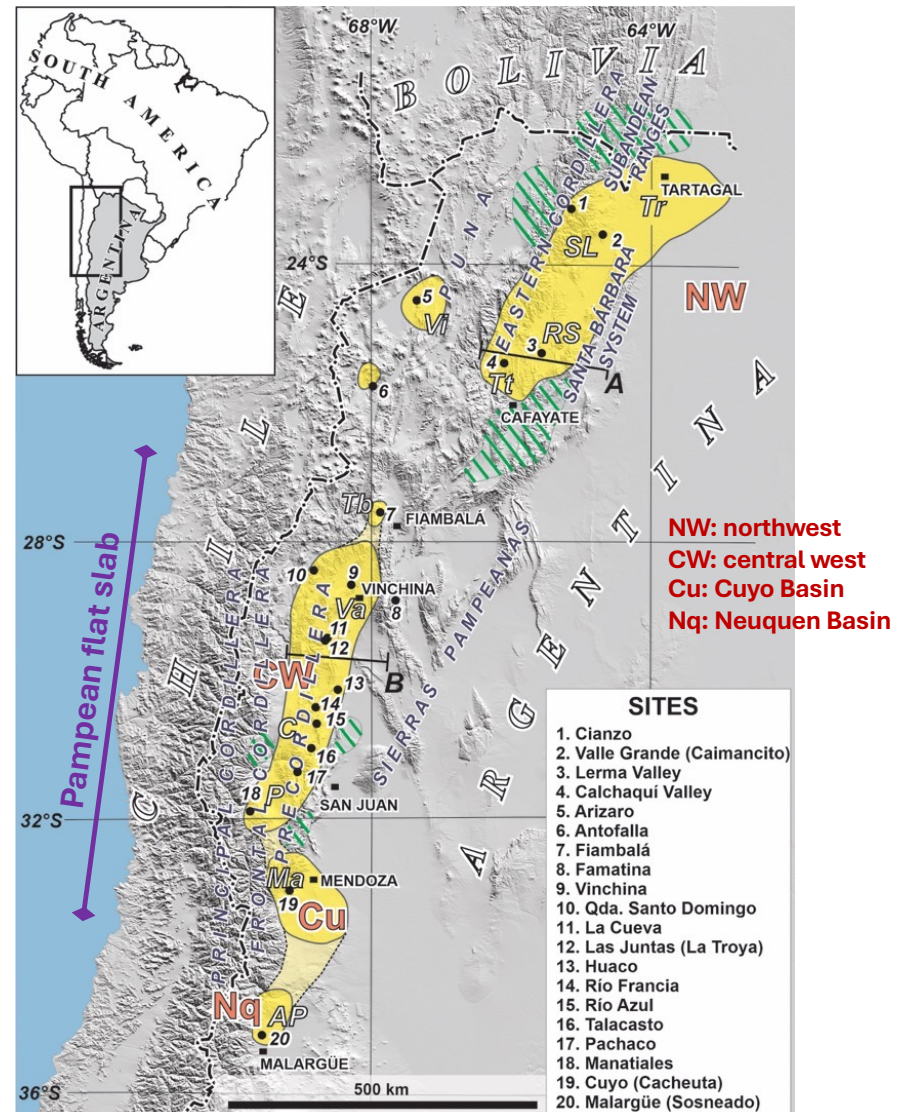 SOUTH AMERICA
ARGENTINA
68°W
64°W
BOLIVIA
EASTERN CORDILLERA
SUBANDEAN
RANGES
TARTAGAL
Tr
1
SL
2
PUNA
24°S
NW
5
Vi
SANTA BÁRBARA
SYSTEM
RS
3
4
Tt
A
6
CAFAYATE
CHILE
ARGENTINA
Pampean flat slab
Tb
7
FIAMBALÁ
28°S
NW: northwest
CW: central west
Cu: Cuyo Basin
Nq: Neuquen Basin
10
9
VINCHINA
Va
8
11
12
CW
B
13
14
C
15
16
17
18
P
SAN JUAN
32°S
PRINCIPAL CORDILLERA
FRONTAL CORDILLERA
PRECORDILLERA
SIERRAS PAMPEANAS
Ma
MENDOZA
19
Cu
Nq
AP
20
MALARGÜE
36°S
500 km
SITES
1. Cianzo
2. Valle Grande (Caimancito)
3. Lerma Valley
4. Calchaquí Valley
5. Arizaro
6. Antofalla
7. Fiambalá
8. Famatina
9. Vinchina
10. Qda. Santo Domingo
11. La Cueva
12. Las Juntas (La Troya)
13. Huaco
14. Río Francia
15. Río Azul
16. Talacasto
17. Pachaco
18. Manatiales
19. Cuyo (Cacheuta)
20. Malargüe (Sosneado)